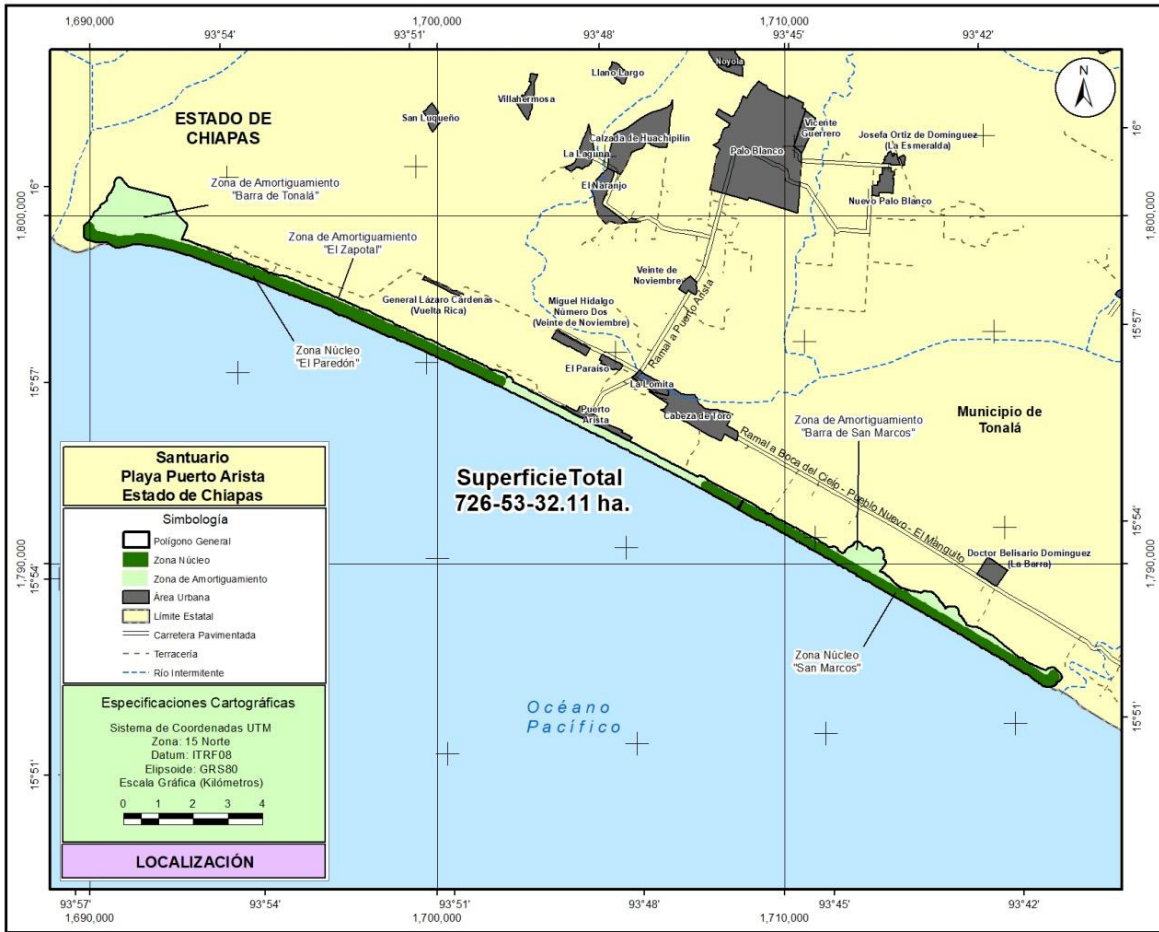 1,690,000
1,700,000
1,710,000
93°54'
93°51'
93°48'
93°45'
93°42'
N
Noyola
Llano Largo
Villahermosa
San Luqueño
ESTADO DE
CHIAPAS
Calzada de Huachipilín
Vicente
Guerrero
Josefa Ortiz de Domínguez
(La Esmeralda)
La Laguna
Palo Blanco
El Naranjo
Nuevo Palo Blanco
16°
16°
1,800,000
1,800,000
Zona de Amortiguamiento
"Barra de Tonalá"
Zona de Amortiguamiento
"El Zapotal"
Veinte de
Noviembre
General Lázaro Cárdenas
(Vuelta Rica)
Miguel Hidalgo
Número Dos
(Veinte de Noviembre)
Ramal a Puerto Arista
15°57'
15°57'
Zona Núcleo
"El Paredón"
El Paraíso
La Lomita
Puerto
Arista
Cabeza de Toro
Zona de Amortiguamiento
"Barra de San Marcos"
Municipio de
Tonalá
Ramal a Boca del Cielo - Pueblo Nuevo - El Manguito
SuperficieTotal
726-53-32.11 ha.
15°54'
15°54'
1,790,000
1,790,000
Doctor Belisario Domínguez
(La Barra)
Zona Núcleo
"San Marcos"
Océano
Pacífico
15°51'
15°51'
Santuario
Playa Puerto Arista
Estado de Chiapas
Simbología
Polígono General
Zona Núcleo
Zona de Amortiguamiento
Área Urbana
Límite Estatal
Carretera Pavimentada
Terracería
Río Intermitente
Especificaciones Cartográficas
Sistema de Coordenadas UTM
Zona: 15 Norte
Datum: ITRF08
Elipsoide: GRS80
Escala Gráfica (Kilómetros)
0 1 2 3 4
LOCALIZACIÓN
93°57'
93°54'
93°51'
93°48'
93°45'
93°42'
1,690,000
1,700,000
1,710,000